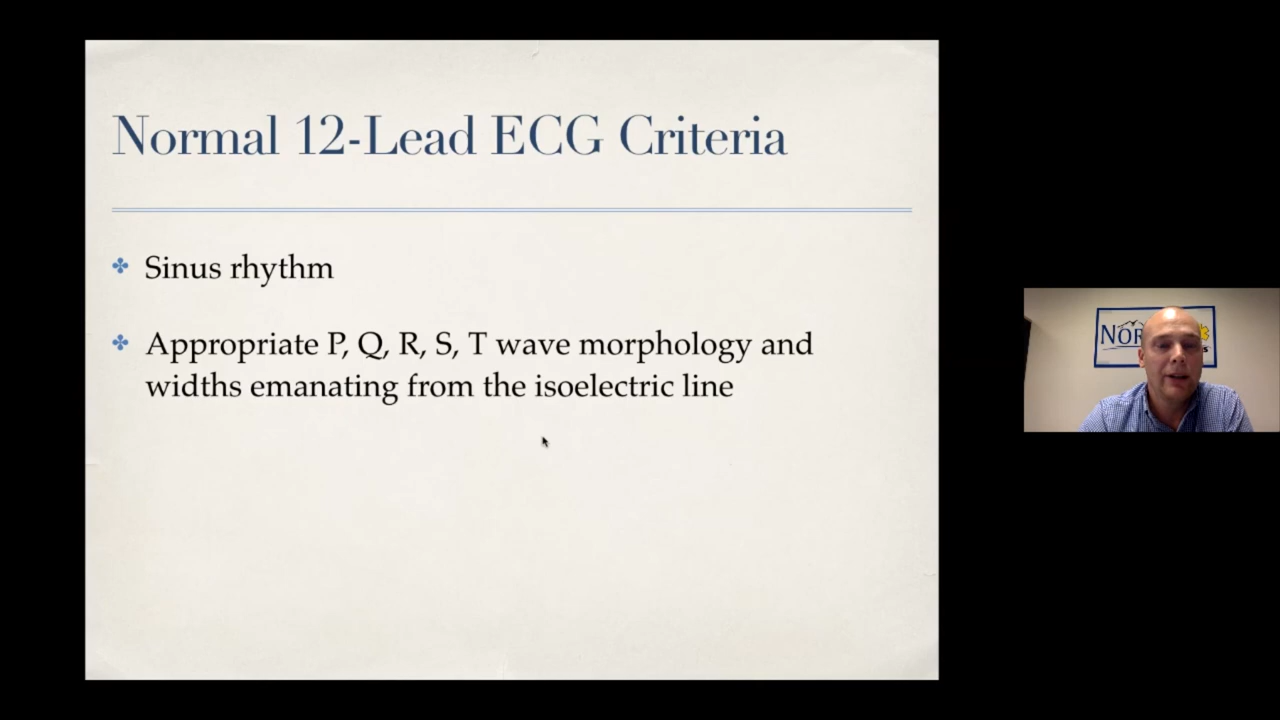 Normal 12-Lead ECG Criteria
Sinus rhythm
Appropriate P, Q, R, S, T wave morphology and
widths emanating from the isoelectric line